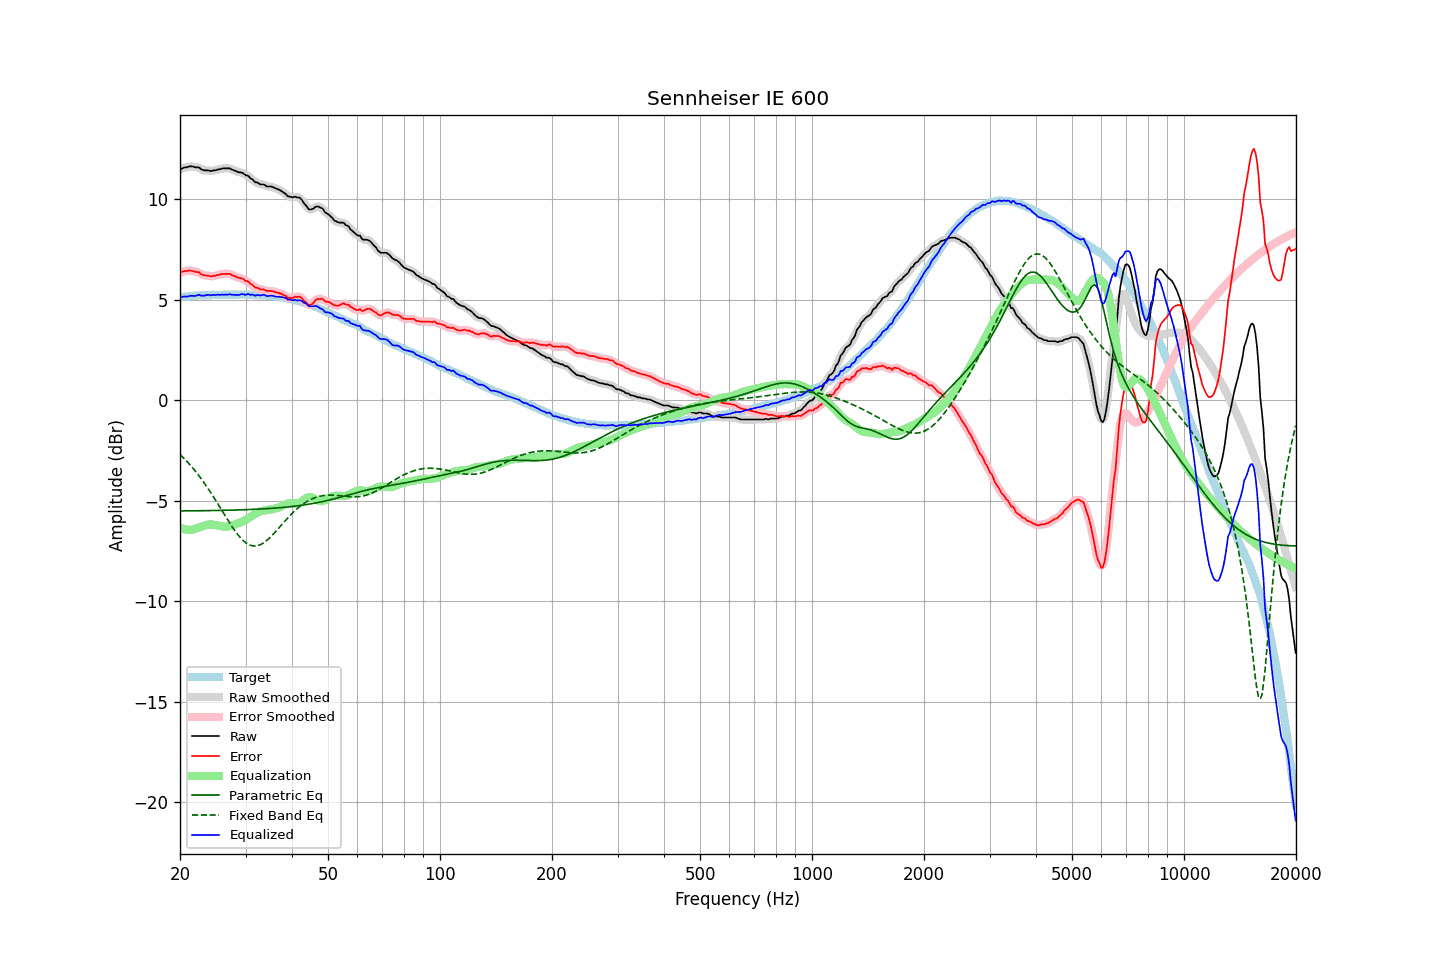 Sennheiser IE 600
Amplitude (dBr)
10
5
0
−5
−10
−15
−20
Target
Raw Smoothed
Error Smoothed
Raw
Error
Equalization
Parametric Eq
Fixed Band Eq
Equalized
20 50 100 200 500 1000 2000 5000 10000 20000
Frequency (Hz)